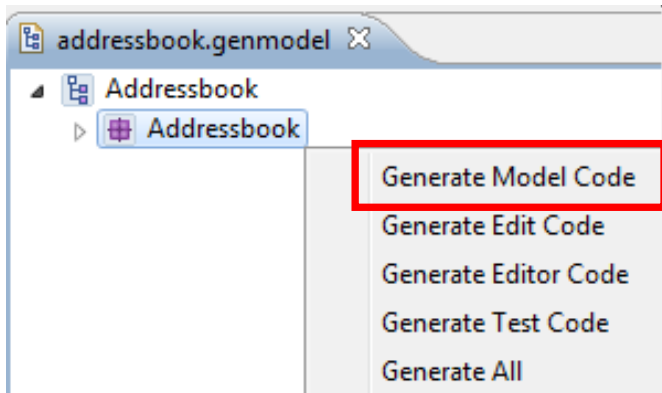 addressbook.genmodel
Addressbook
Addressbook
Generate Model Code
Generate Edit Code
Generate Editor Code
Generate Test Code
Generate All